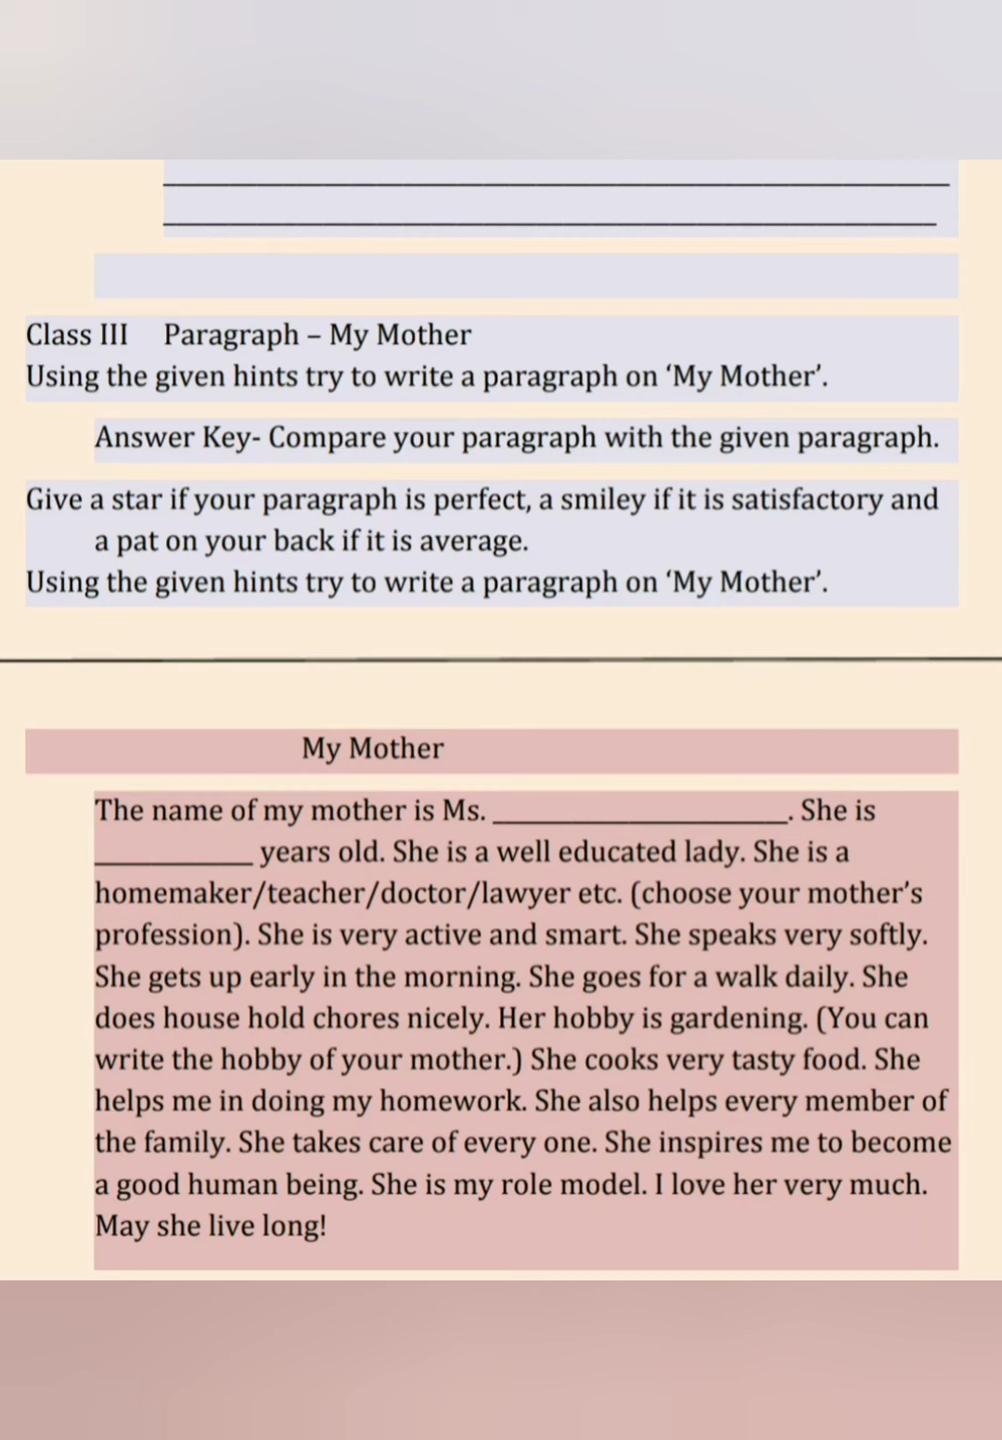 Class III Paragraph – My Mother
Using the given hints try to write a paragraph on ‘My Mother’.
Answer Key- Compare your paragraph with the given paragraph.
Give a star if your paragraph is perfect, a smiley if it is satisfactory and
a pat on your back if it is average.
Using the given hints try to write a paragraph on ‘My Mother’.
My Mother
The name of my mother is Ms. ____________________. She is
___________ years old. She is a well educated lady. She is a
homemaker/teacher/doctor/lawyer etc. (choose your mother’s
profession). She is very active and smart. She speaks very softly.
She gets up early in the morning. She goes for a walk daily. She
does house hold chores nicely. Her hobby is gardening. (You can
write the hobby of your mother.) She cooks very tasty food. She
helps me in doing my homework. She also helps every member of
the family. She takes care of every one. She inspires me to become
a good human being. She is my role model. I love her very much.
May she live long!